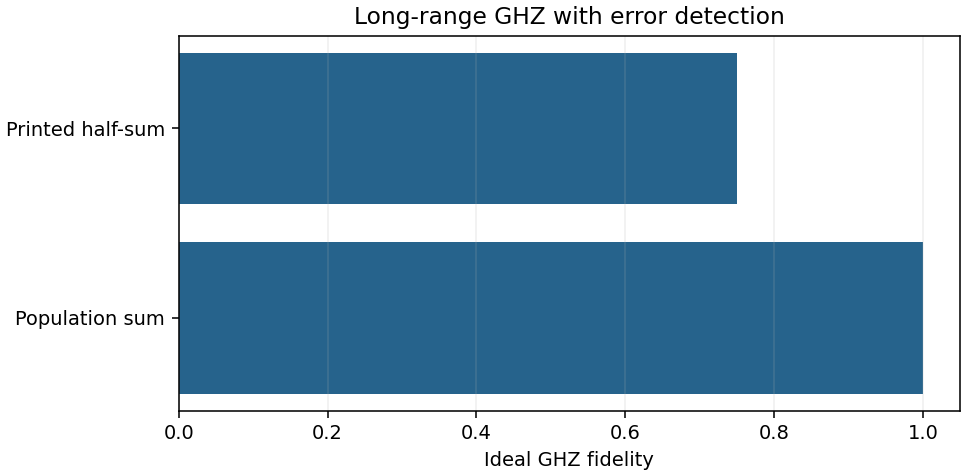 Long-range GHZ with error detection
Printed half-sum
Population sum
0.0 0.2 0.4 0.6 0.8 1.0
Ideal GHZ fidelity